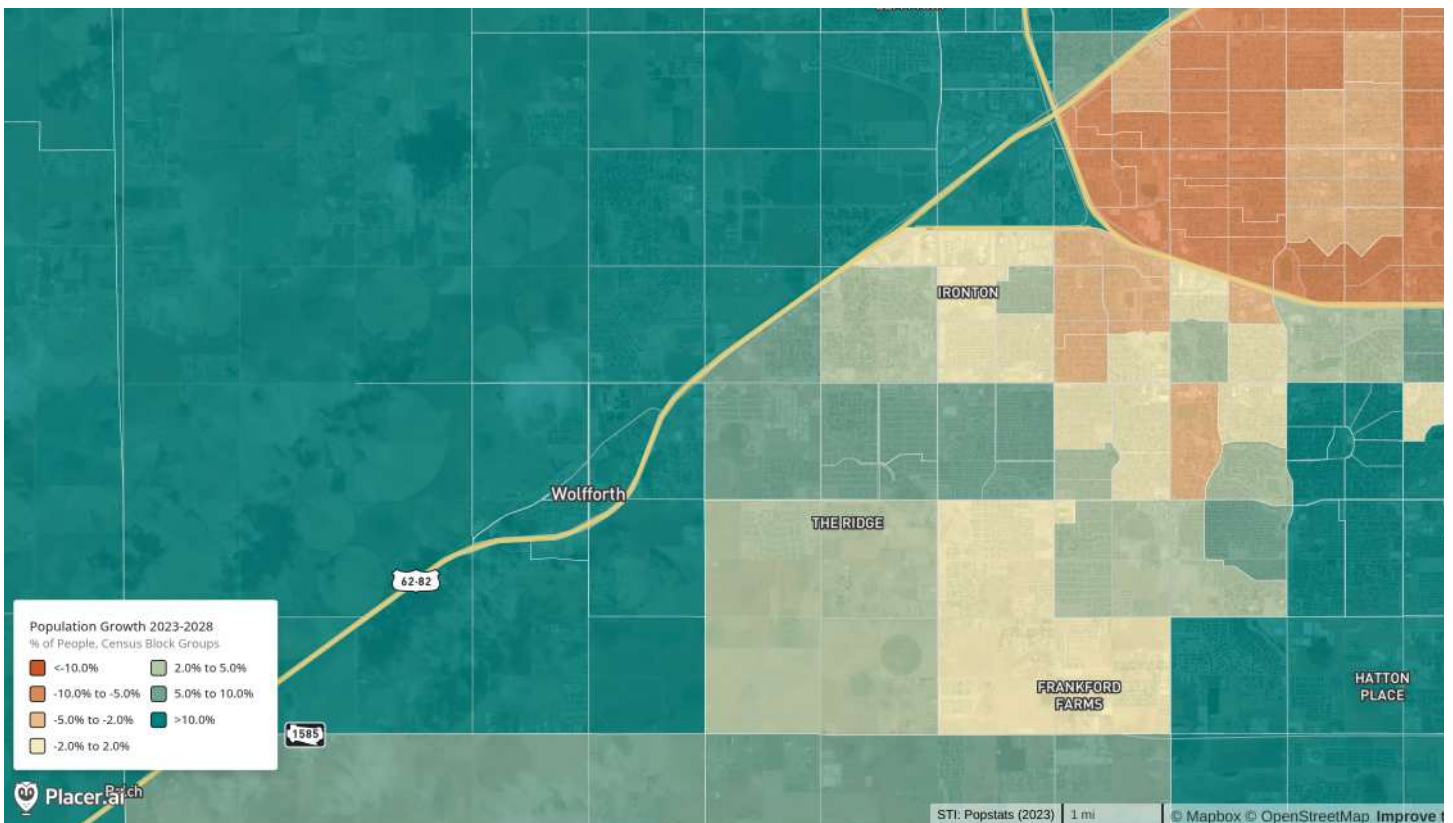 IRONTON
Wolfforth
THE RIDGE
62-82
Population Growth 2023-2028
% of People, Census Block Groups
<-10.0%
2.0% to 5.0%
-10.0% to -5.0%
5.0% to 10.0%
-5.0% to -2.0%
>10.0%
-2.0% to 2.0%
FRANKFORD
FARMS
HATTON
PLACE
1585
Placer.ai
STI: Popstats (2023)
1 mi
© Mapbox © OpenStreetMap Improve t